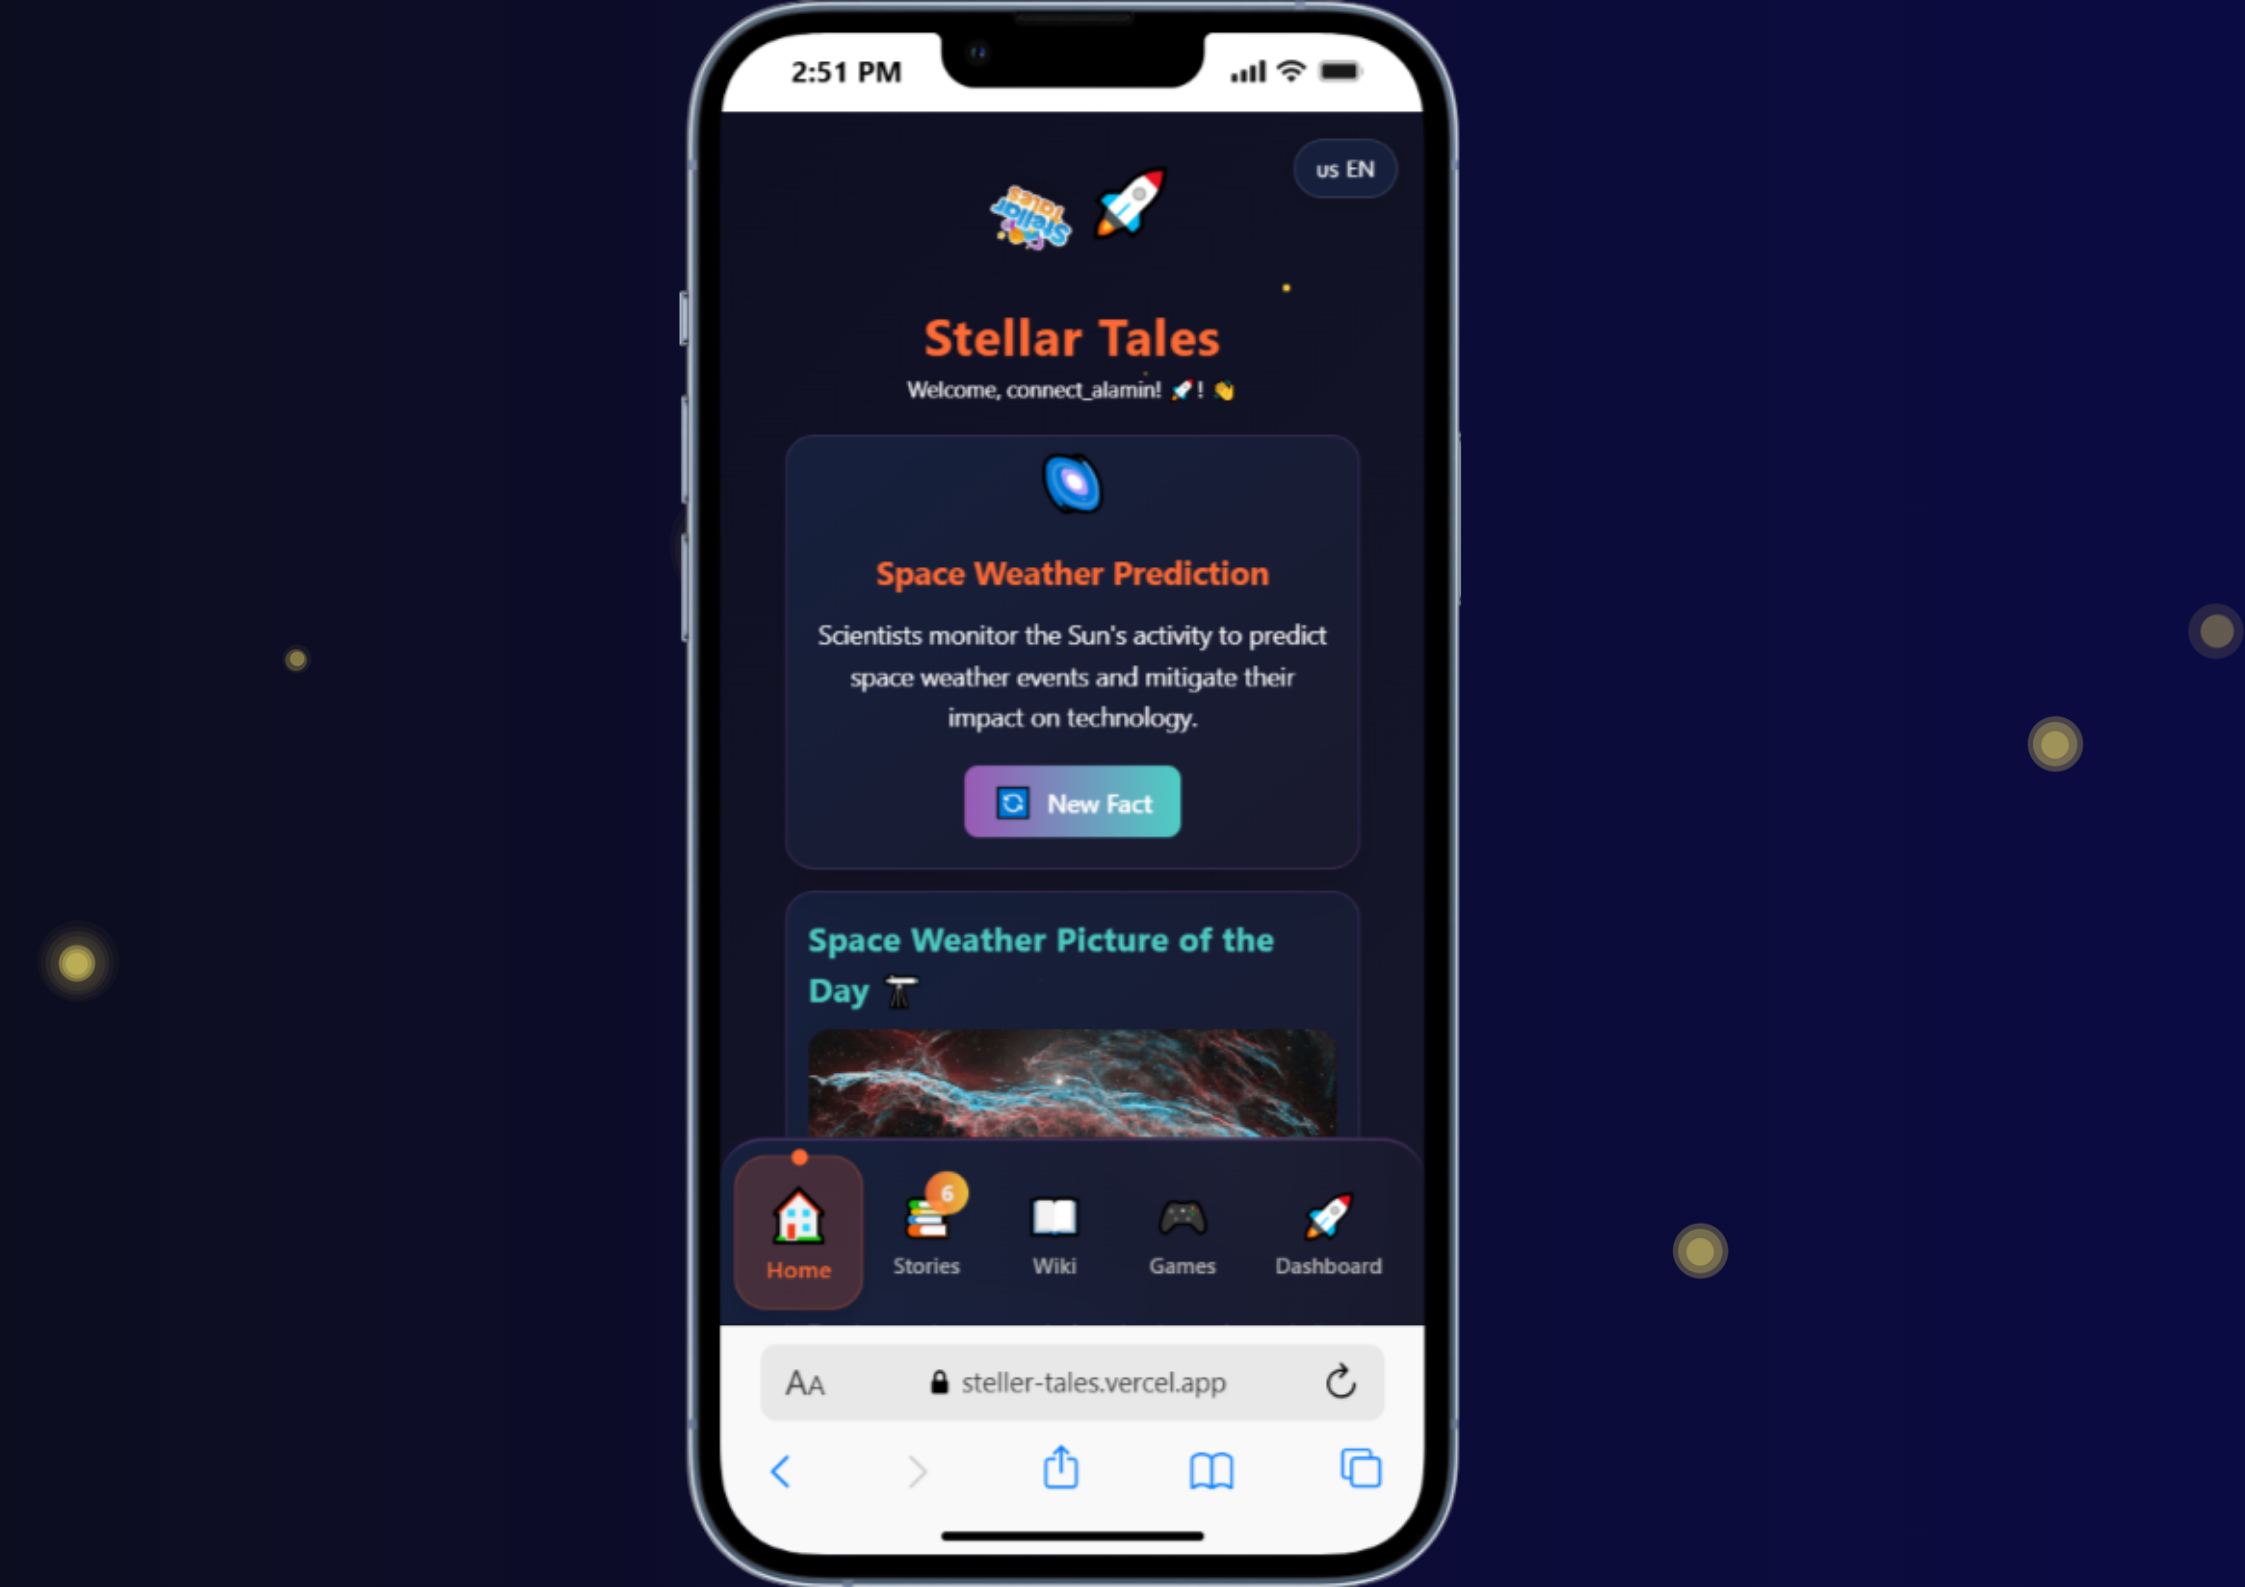 2:51 PM
us EN
Stellar
Tales
Stellar Tales
Welcome, connect_alamin! 🚀! 👋
Space Weather Prediction
Scientists monitor the Sun's activity to predict
space weather events and mitigate their
impact on technology.
New Fact
Space Weather Picture of the
Day
6
Home
Stories
Wiki
Games
Dashboard
AA
steller-tales.vercel.app